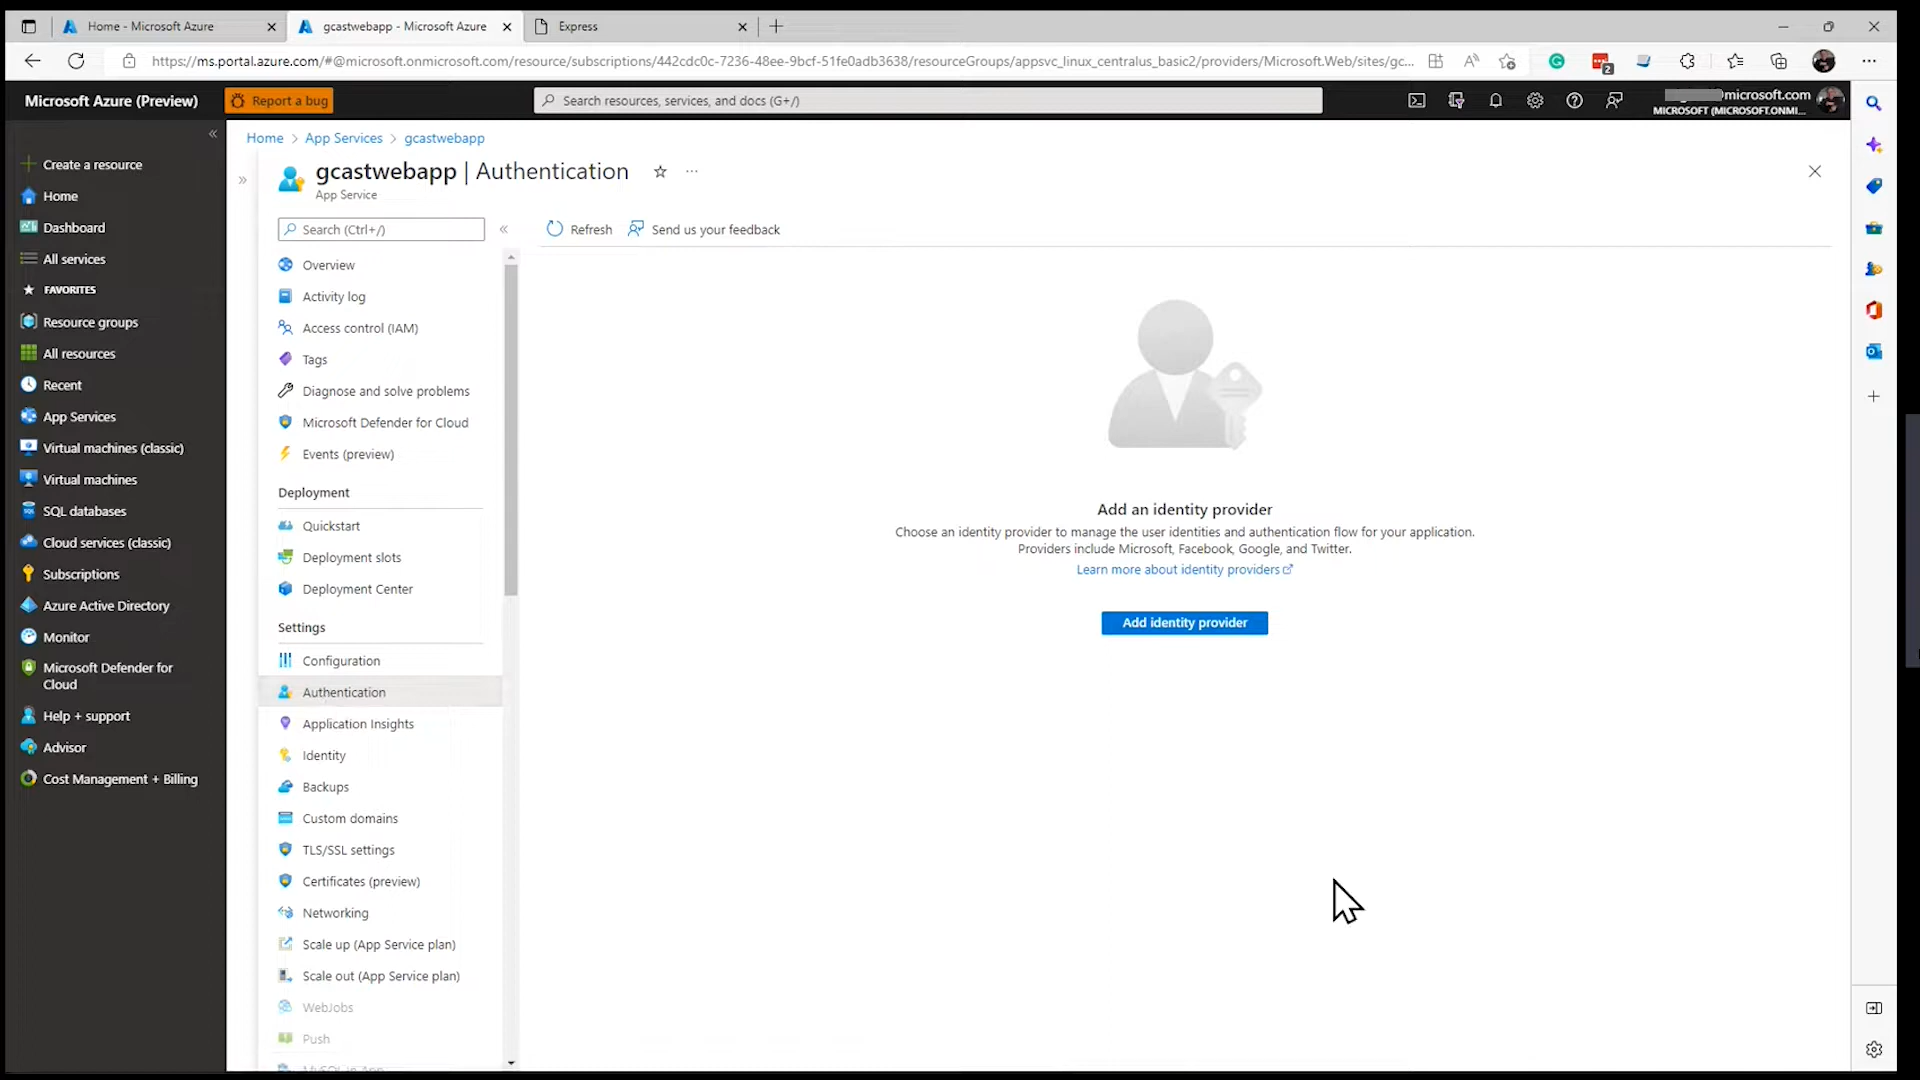 Home - Microsoft Azure
gcastwebapp - Microsoft Azure
Express
https://ms.portal.azure.com/#@microsoft.onmicrosoft.com/resource/subscriptions/442cdc0c-7236-48ee-9bcf-51fe0adb3638/resourceGroups/appsvc_linux_centralus_basic2/providers/Microsoft.Web/sites/gc...
2
Microsoft Azure (Preview)
Report a bug
Search resources, services, and docs (G+/)
@microsoft.com
MICROSOFT (MICROSOFT.ONMI...
Create a resource
Home
Dashboard
All services
FAVORITES
Resource groups
All resources
Recent
App Services
Virtual machines (classic)
Virtual machines
SQL databases
Cloud services (classic)
Subscriptions
Azure Active Directory
Monitor
Microsoft Defender for
Cloud
Help + support
Advisor
Cost Management + Billing
Home > App Services > gcastwebapp
gcastwebapp | Authentication
App Service
Search (Ctrl+/)
Overview
Activity log
Access control (IAM)
Tags
Diagnose and solve problems
Microsoft Defender for Cloud
Events (preview)
Deployment
Quickstart
Deployment slots
Deployment Center
Settings
Configuration
Authentication
Application Insights
Identity
Backups
Custom domains
TLS/SSL settings
Certificates (preview)
Networking
Scale up (App Service plan)
Scale out (App Service plan)
WebJobs
Push
MySQL In App
Refresh
Send us your feedback
Add an identity provider
Choose an identity provider to manage the user identities and authentication flow for your application.
Providers include Microsoft, Facebook, Google, and Twitter.
Learn more about identity providers
Add identity provider